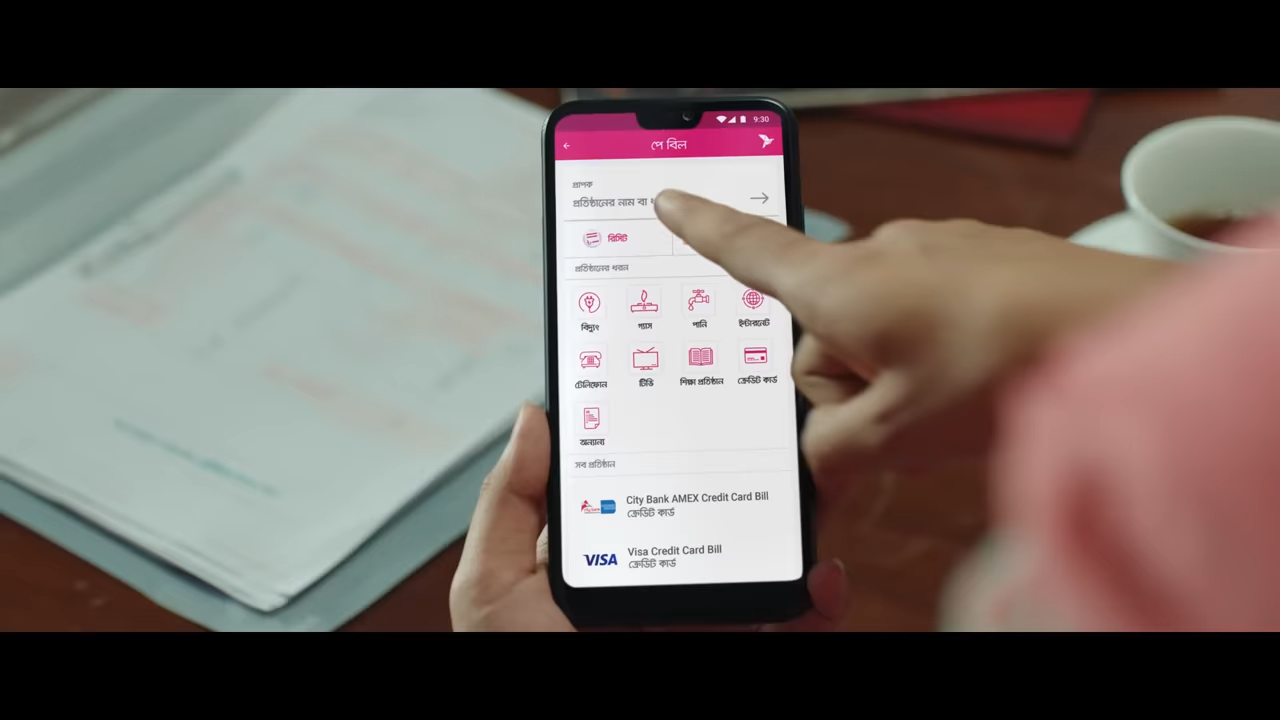 9:30
পে বিল
প্রাপক
প্রতিষ্ঠানের নাম বা
রিসিট
প্রতিষ্ঠানের ধরন
বিদ্যুৎ গ্যাস পানি ইন্টারনেট
টেলিফোন টিভি শিক্ষা প্রতিষ্ঠান ক্রেডিট কার্ড
অন্যান্য
সব প্রতিষ্ঠান
City Bank AMEX Credit Card Bill
ক্রেডিট কার্ড
VISA Visa Credit Card Bill
ক্রেডিট কার্ড